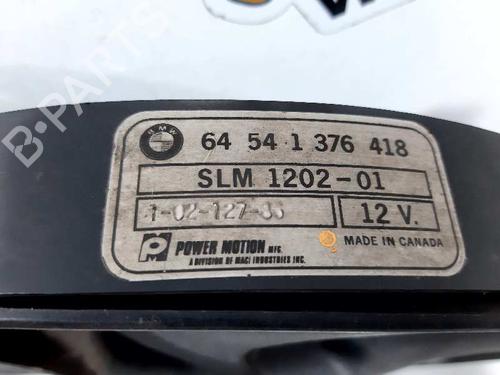 B-PARTS
BMW
64 54 1 376 418
SLM 1202-01
12 V.
POWER MOTION MFG.
A DIVISION OF MACI INDUSTRIES INC.
MADE IN CANADA